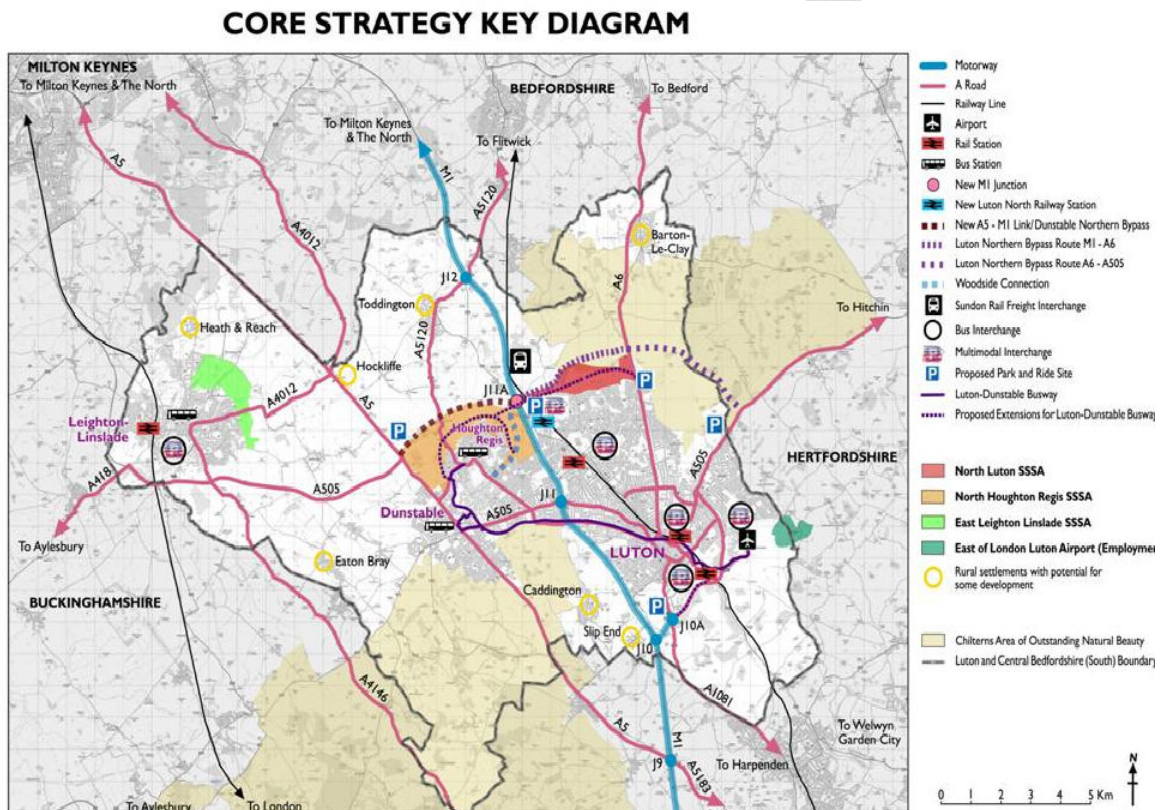 CORE STRATEGY KEY DIAGRAM
MILTON KEYNES
To Milton Keynes & The North
BEDFORDSHIRE
To Bedford
To Milton Keynes
& The North
To Flitwick
A5
A4012
M1
A5120
A6
Barton-
Le-Clay
J12
Toddington
A5120
To Hitchin
Heath & Reach
Hockliffe
A4012
A5
J11A
P
P
P
P
Leighton-
Linslade
Houghton
Regis
HERTFORDSHIRE
A418
A505
A505
J11
A505
Dunstable
LUTON
To Aylesbury
Eaton Bray
BUCKINGHAMSHIRE
Caddington
P
Slip End
J10A
J10
A4146
A1081
A5
M1
To Welwyn
Garden City
J9
A5183
To Harpenden
To Aylesbury
To London
Motorway
A Road
Railway Line
Airport
Rail Station
Bus Station
New M1 Junction
New Luton North Railway Station
New A5 - M1 Link/Dunstable Northern Bypass
Luton Northern Bypass Route M1 - A6
Luton Northern Bypass Route A6 - A505
Woodside Connection
Sundon Rail Freight Interchange
Bus Interchange
Multimodal Interchange
P Proposed Park and Ride Site
Luton-Dunstable Busway
Proposed Extensions for Luton-Dunstable Busway
North Luton SSSA
North Houghton Regis SSSA
East Leighton Linslade SSSA
East of London Luton Airport (Employmen
Rural settlements with potential for
some development
Chilterns Area of Outstanding Natural Beauty
Luton and Central Bedfordshire (South) Boundary
N
0 1 2 3 4 5 Km